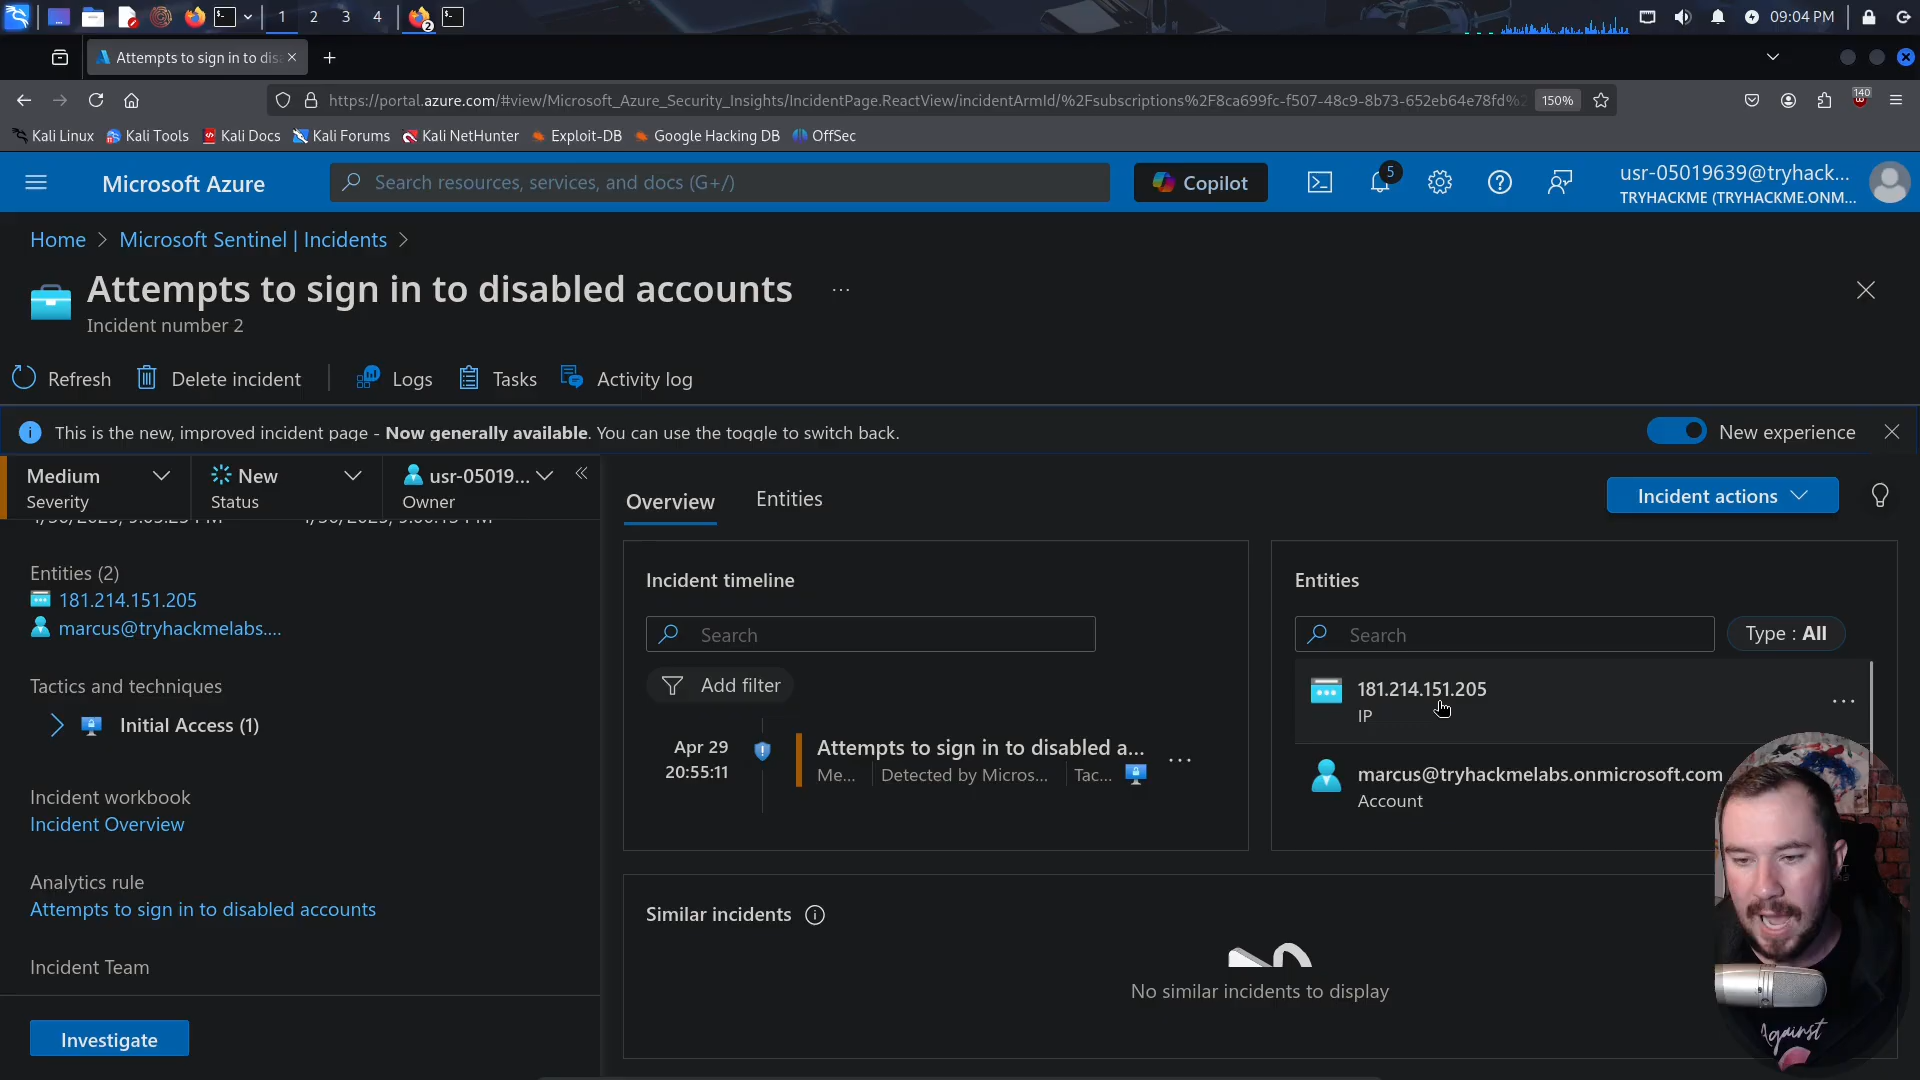 1 2 3 4
2
09:04 PM
Attempts to sign in to dis
https://portal.azure.com/#view/Microsoft_Azure_Security_Insights/IncidentPage.ReactView/incidentArmId/%2Fsubscriptions%2F8ca699fc-f507-48c9-8b73-652eb64e78fd%2
150%
140
Kali Linux Kali Tools Kali Docs Kali Forums Kali NetHunter Exploit-DB Google Hacking DB OffSec
Microsoft Azure
Search resources, services, and docs (G+/)
Copilot
5
usr-05019639@tryhack...
TRYHACKME (TRYHACKME.ONM...
Home > Microsoft Sentinel | Incidents >
Attempts to sign in to disabled accounts ...
Incident number 2
Refresh Delete incident Logs Tasks Activity log
This is the new, improved incident page - Now generally available. You can use the toggle to switch back.
New experience
Medium
Severity
New
Status
usr-05019...
Owner
Entities (2)
181.214.151.205
marcus@tryhackmelabs....
Tactics and techniques
Initial Access (1)
Incident workbook
Incident Overview
Analytics rule
Attempts to sign in to disabled accounts
Incident Team
Investigate
Overview Entities
Incident actions
Incident timeline
Search
Add filter
Apr 29
20:55:11
Attempts to sign in to disabled a...
Me... Detected by Micros... Tac...
Entities
Search
Type : All
181.214.151.205
IP
marcus@tryhackmelabs.onmicrosoft.com
Account
Similar incidents
No similar incidents to display
Against